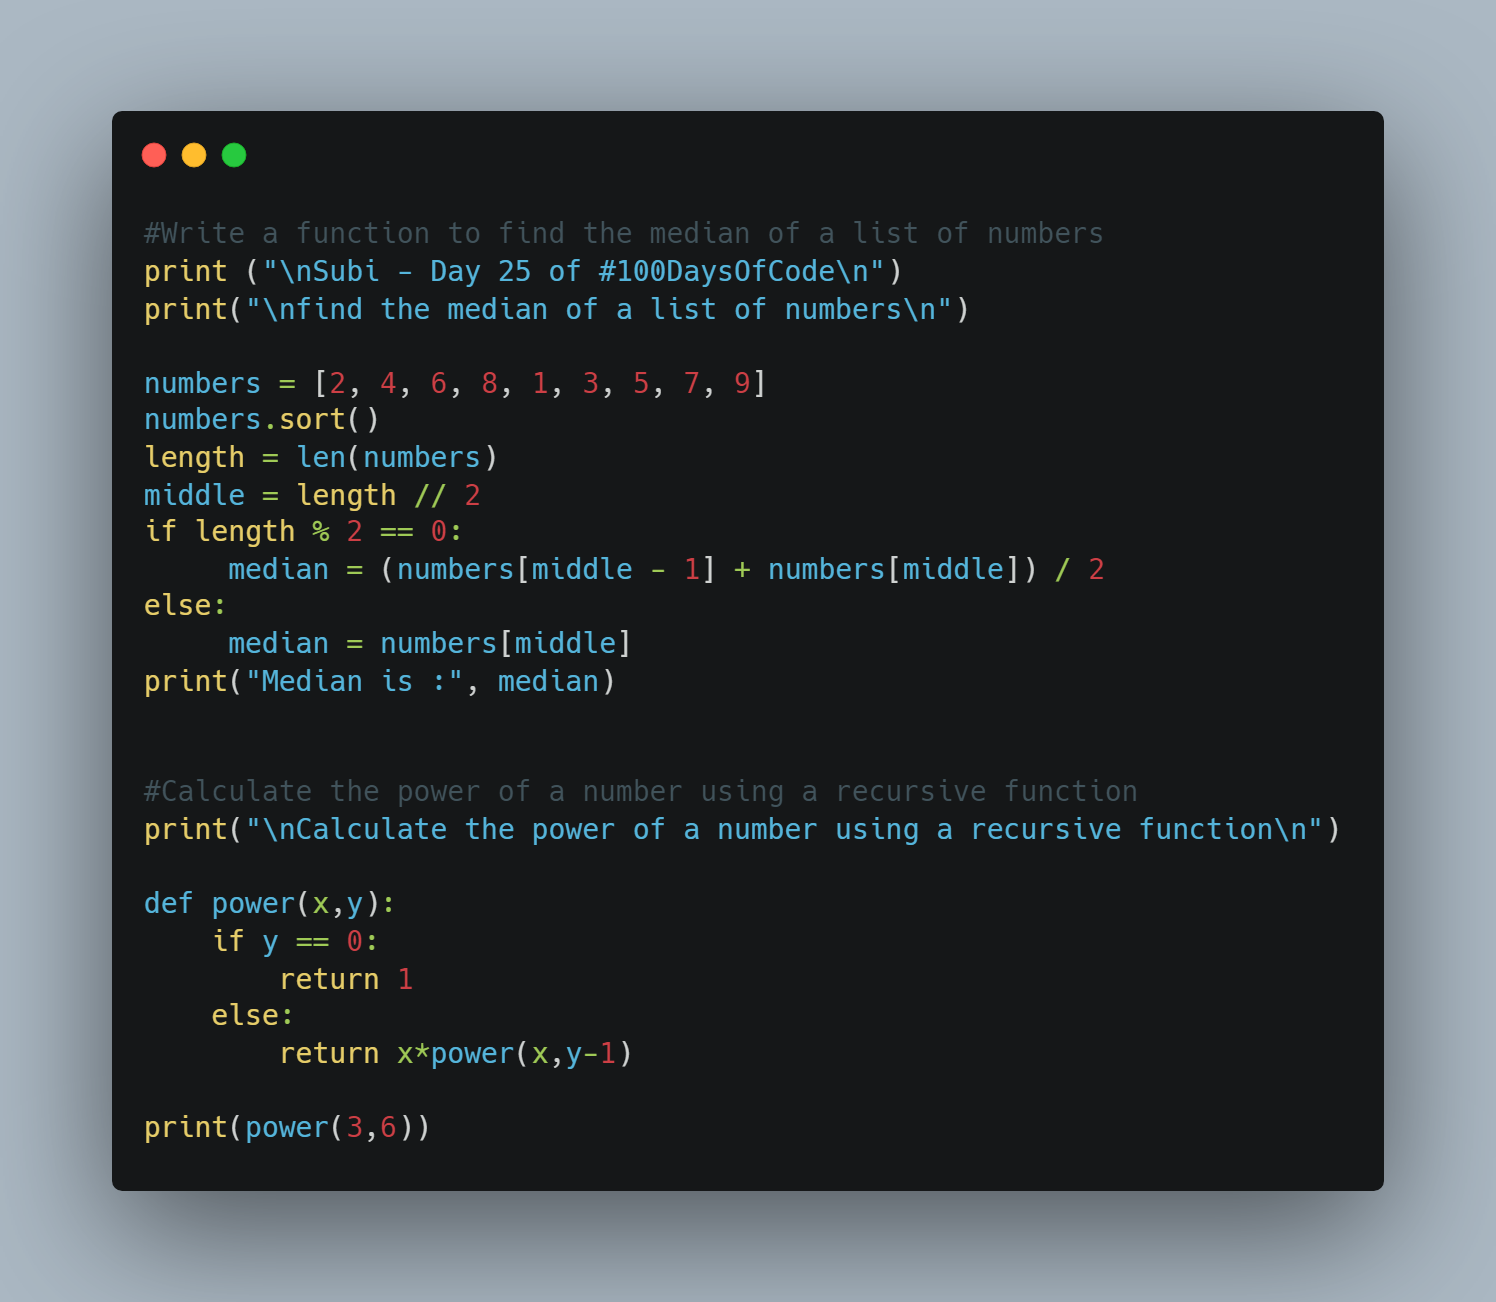 #Write a function to find the median of a list of numbers
print ("\nSubi - Day 25 of #100DaysOfCode\n")
print("\nfind the median of a list of numbers\n")

numbers = [2, 4, 6, 8, 1, 3, 5, 7, 9]
numbers.sort()
length = len(numbers)
middle = length // 2
if length % 2 == 0:
     median = (numbers[middle - 1] + numbers[middle]) / 2
else:
     median = numbers[middle]
print("Median is :", median)


#Calculate the power of a number using a recursive function
print("\nCalculate the power of a number using a recursive function\n")

def power(x,y):
    if y == 0:
        return 1
    else:
        return x*power(x,y-1)

print(power(3,6))